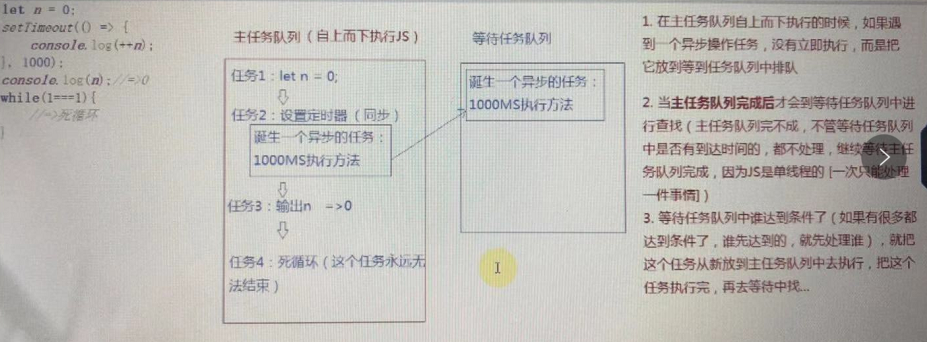 let n = 0;
setTimeout(() => {
console.log(++n);
}, 1000);
console.log(n);//=>0
while(1===1){
//=>死循环
}
主任务队列（自上而下执行JS）
任务1：let n = 0;
任务2：设置定时器（同步）
诞生一个异步的任务：
1000MS执行方法
任务3：输出n =>0
任务4：死循环（这个任务永远无
法结束）
等待任务队列
诞生一个异步的任务：
1000MS执行方法
1. 在主任务队列自上而下执行的时候，如果遇
到一个异步操作任务，没有立即执行，而是把
它放到等到任务队列中排队
2. 当主任务队列完成后才会到等待任务队列中进
行查找（主任务队列完不成，不管等待任务队列
中是否有到达时间的，都不处理，继续等待主任
务队列完成，因为JS是单线程的 [一次只能处理
一件事情]）
3. 等待任务队列中谁达到条件了（如果有很多都
达到条件了，谁先达到的，就先处理谁），就把
这个任务从新放到主任务队列中去执行，把这个
任务执行完，再去等待中找...